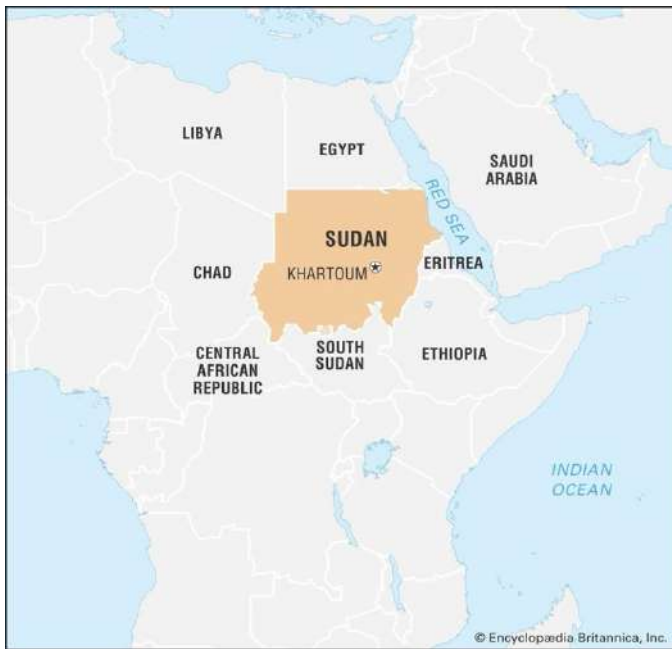 LIBYA
EGYPT
SAUDI
ARABIA
RED SEA
SUDAN
KHARTOUM
ERITREA
CHAD
CENTRAL
AFRICAN
REPUBLIC
SOUTH
SUDAN
ETHIOPIA
INDIAN
OCEAN
© Encyclopædia Britannica, Inc.